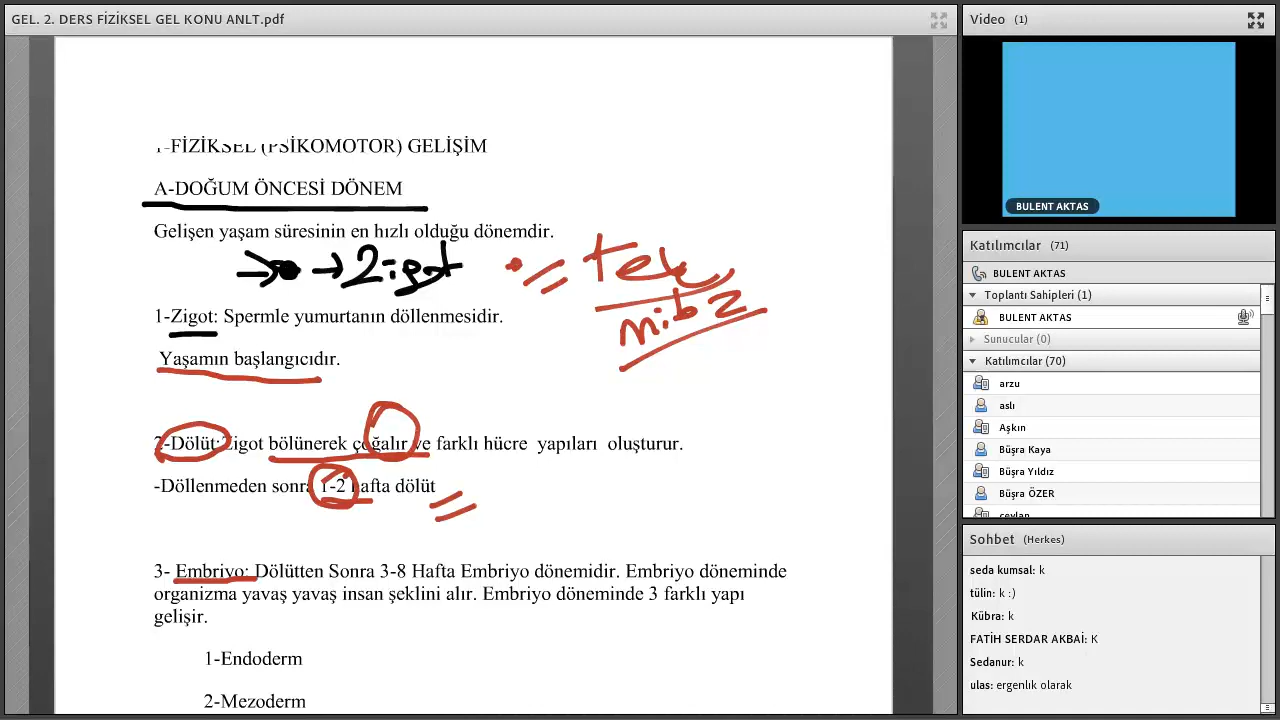 GEL. 2. DERS FİZİKSEL GEL KONU ANLT.pdf
1-FİZİKSEL (PSİKOMOTOR) GELİŞİM
A-DOĞUM ÖNCESİ DÖNEM
Gelişen yaşam süresinin en hızlı olduğu dönemdir.
Zigot
tek
1-Zigot: Spermle yumurtanın döllenmesidir.
Yaşamın başlangıcıdır.
2-Dölüt:Zigot bölünerek çoğalır ve farklı hücre yapıları oluşturur.
-Döllenmeden sonra 1-2 hafta dölüt
3- Embriyo: Dölütten Sonra 3-8 Hafta Embriyo dönemidir. Embriyo döneminde
organizma yavaş yavaş insan şeklini alır. Embriyo döneminde 3 farklı yapı
gelişir.
1-Endoderm
2-Mezoderm
Video (1)
BULENT AKTAS
Katılımcılar (71)
BULENT AKTAS
Toplantı Sahipleri (1)
BULENT AKTAS
Sunucular (0)
Katılımcılar (70)
arzu
aslı
Aşkın
Büşra Kaya
Büşra Yıldız
Büşra ÖZER
ceylan
Sohbet (Herkes)
seda kumsal: k
tülin: k :)
Kübra: k
FATİH SERDAR AKBAİ: K
Sedanur: k
ulas: ergenlık olarak